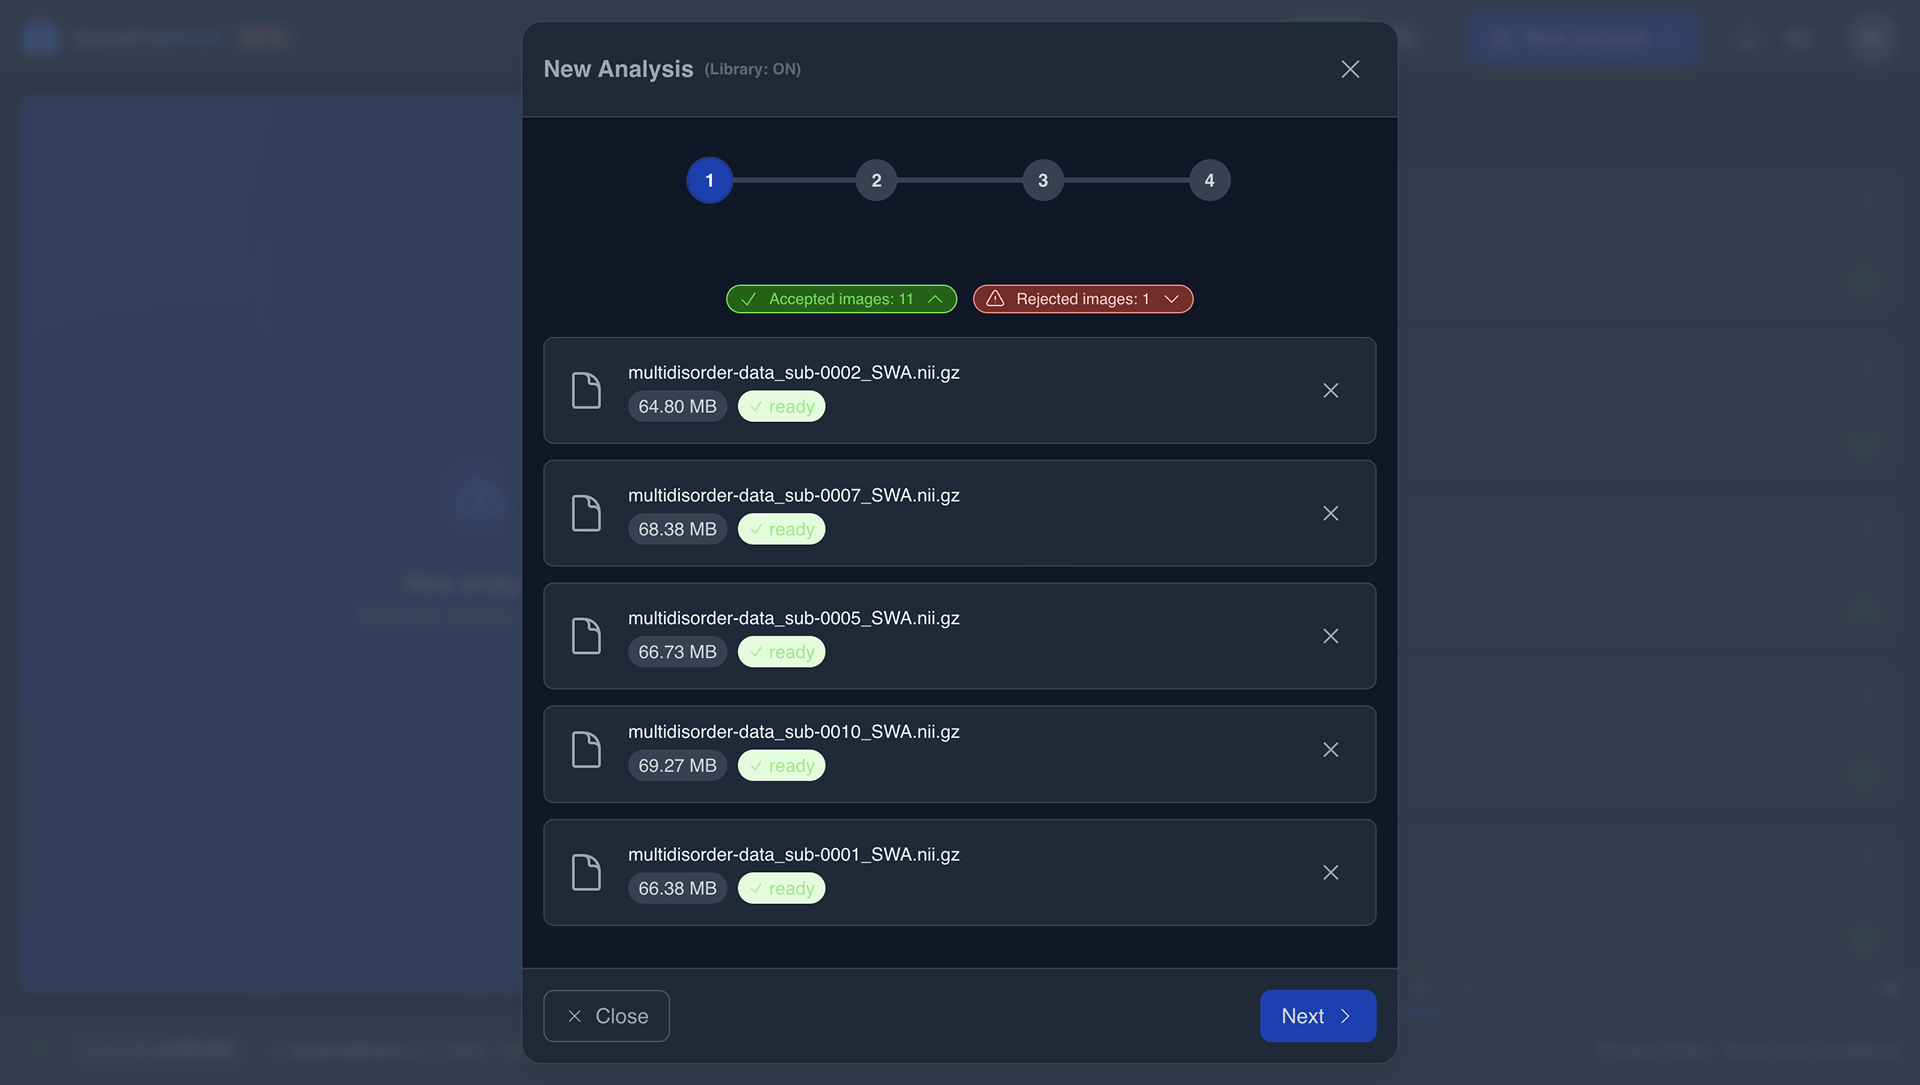 New Analysis (Library: ON)
1 2 3 4
Accepted images: 11 Rejected images: 1
multidisorder-data_sub-0002_SWA.nii.gz
64.80 MB ready
multidisorder-data_sub-0007_SWA.nii.gz
68.38 MB ready
multidisorder-data_sub-0005_SWA.nii.gz
66.73 MB ready
multidisorder-data_sub-0010_SWA.nii.gz
69.27 MB ready
multidisorder-data_sub-0001_SWA.nii.gz
66.38 MB ready
Close Next